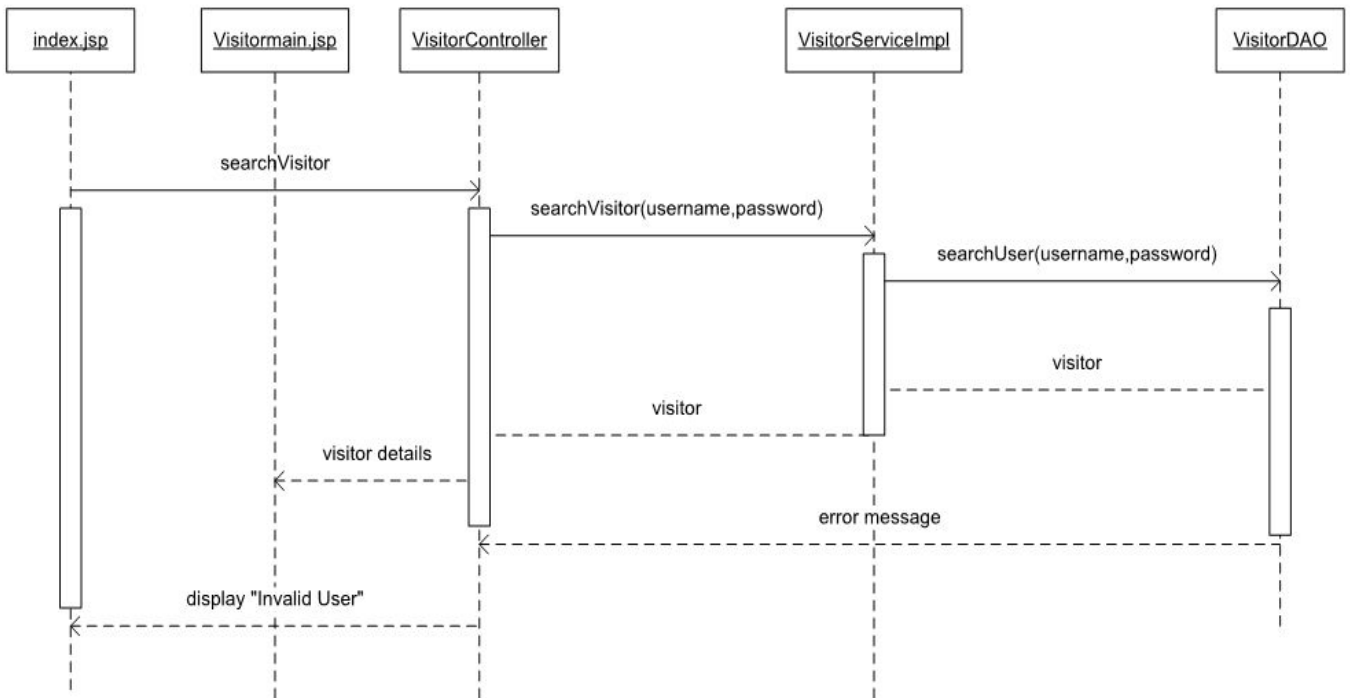 index.jsp
Visitormain.jsp
VisitorController
VisitorServiceImpl
VisitorDAO
searchVisitor
searchVisitor(username,password)
searchUser(username,password)
visitor
visitor
visitor details
error message
display "Invalid User"